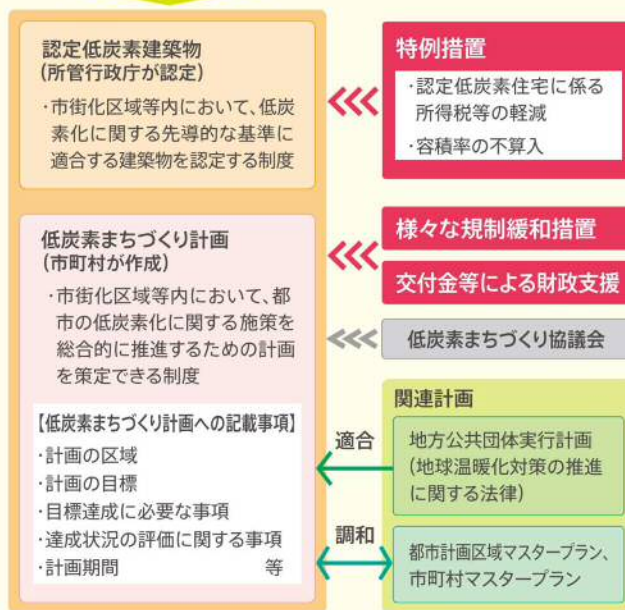 認定低炭素建築物
(所管行政庁が認定)
・市街化区域等内において、低炭
素化に関する先導的な基準に
適合する建築物を認定する制度
特例措置
・認定低炭素住宅に係る
所得税等の軽減
・容積率の不算入
低炭素まちづくり計画
(市町村が作成)
・市街化区域等内において、都
市の低炭素化に関する施策を
総合的に推進するための計画
を策定できる制度
様々な規制緩和措置
交付金等による財政支援
低炭素まちづくり協議会
【低炭素まちづくり計画への記載事項】
・計画の区域
・計画の目標
・目標達成に必要な事項
・達成状況の評価に関する事項
・計画期間 等
関連計画
適合
地方公共団体実行計画
(地球温暖化対策の推進
に関する法律)
調和
都市計画区域マスタープラン、
市町村マスタープラン